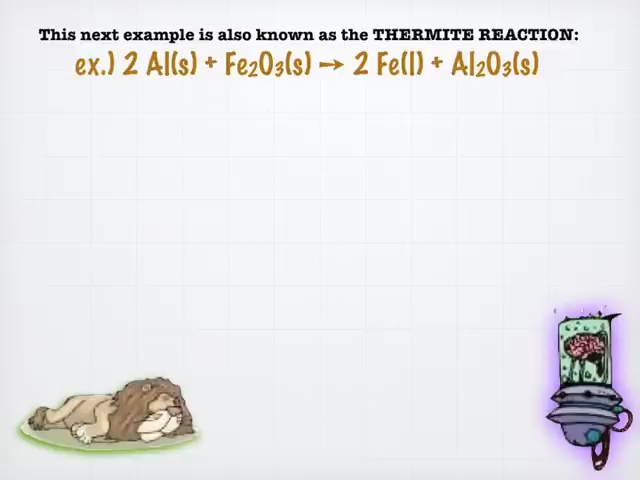 This next example is also known as the THERMITE REACTION:
ex.) 2 Al(s) + Fe₂O₃(s) → 2 Fe(l) + Al₂O₃(s)